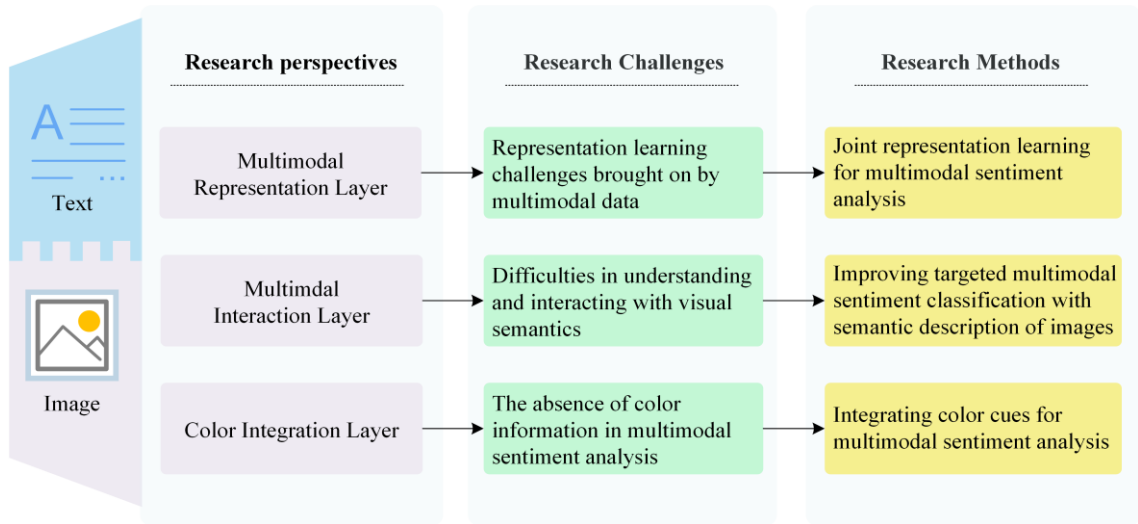 Research perspectives
Research Challenges
Research Methods
A
Text
Image
Multimodal
Representation Layer
Representation learning
challenges brought on by
multimodal data
Joint representation learning
for multimodal sentiment
analysis
Multimdal
Interaction Layer
Difficulties in understanding
and interacting with visual
semantics
Improving targeted multimodal
sentiment classification with
semantic description of images
Color Integration Layer
The absence of color
information in multimodal
sentiment analysis
Integrating color cues for
multimodal sentiment analysis